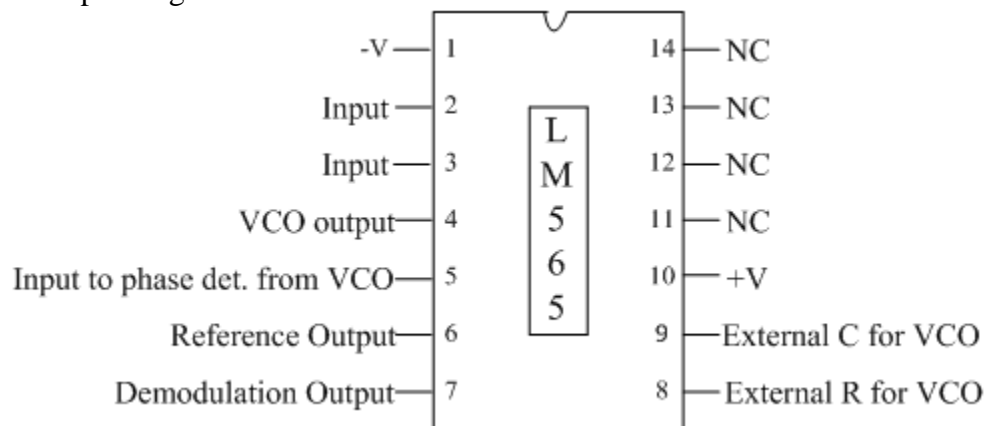 -V 1 14 NC
Input 2 13 NC
Input 3 12 NC
VCO output 4 11 NC
Input to phase det. from VCO 5 10 +V
Reference Output 6 9 External C for VCO
Demodulation Output 7 8 External R for VCO
L
M
5
6
5